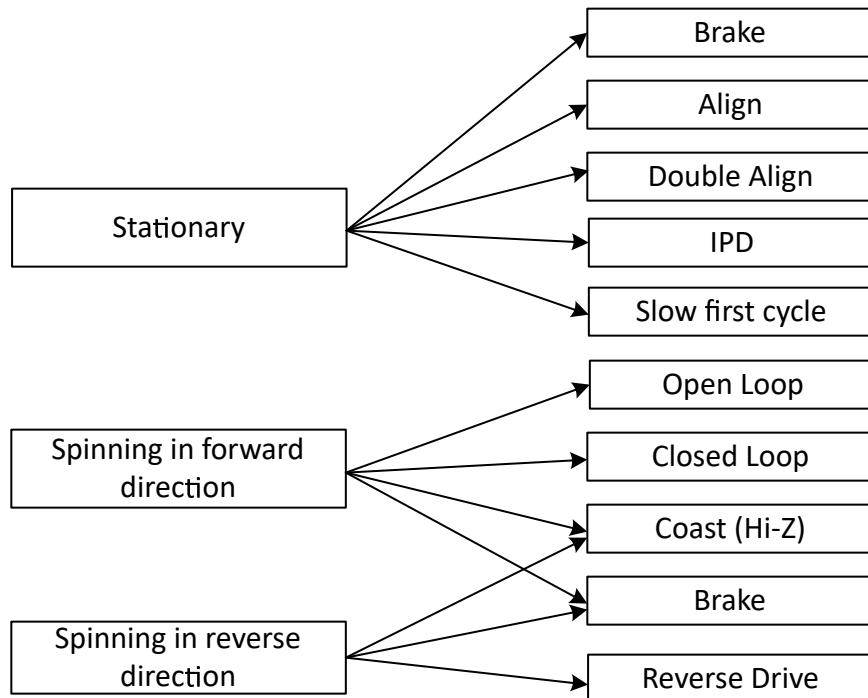 Brake
Align
Double Align
Stationary
IPD
Slow first cycle
Open Loop
Spinning in forward
direction
Closed Loop
Coast (Hi-Z)
Brake
Spinning in reverse
direction
Reverse Drive